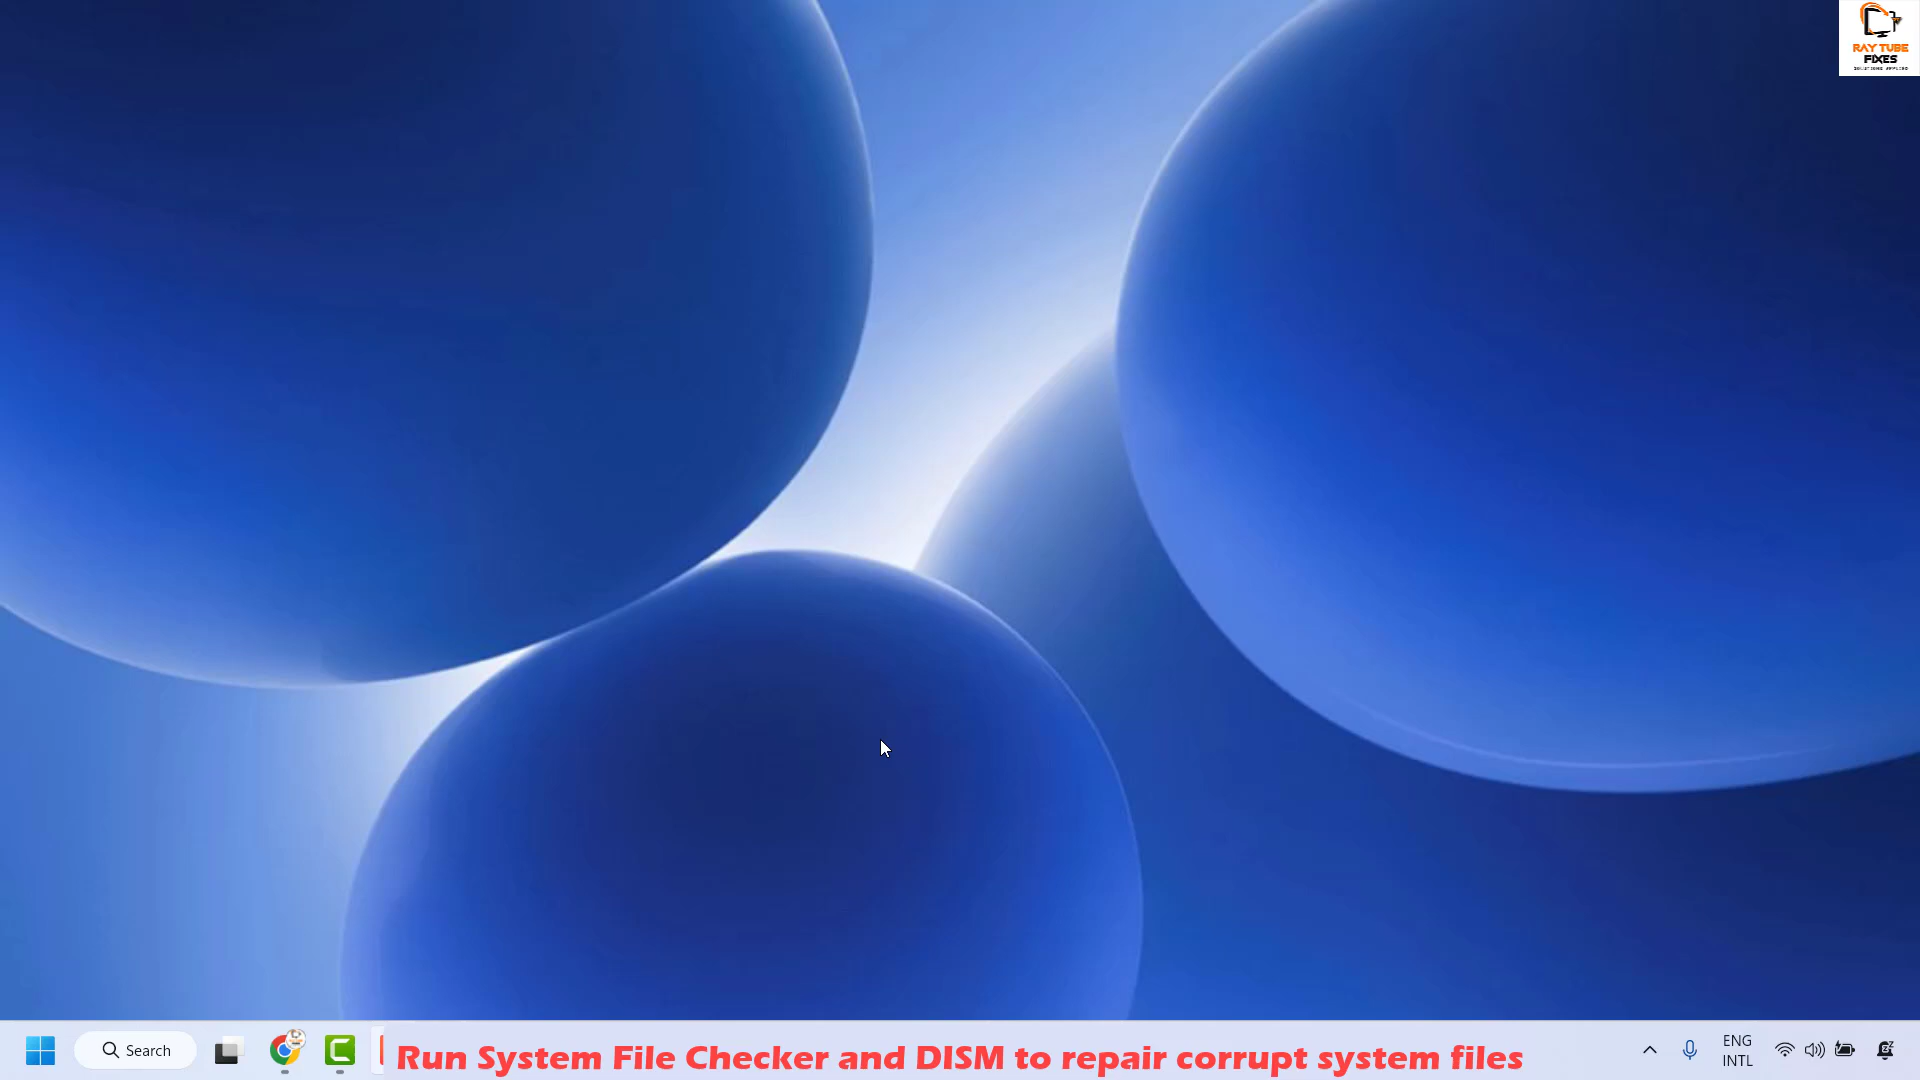 RAY TUBE
FIXES
Search
Run System File Checker and DISM to repair corrupt system files
ENG
INTL